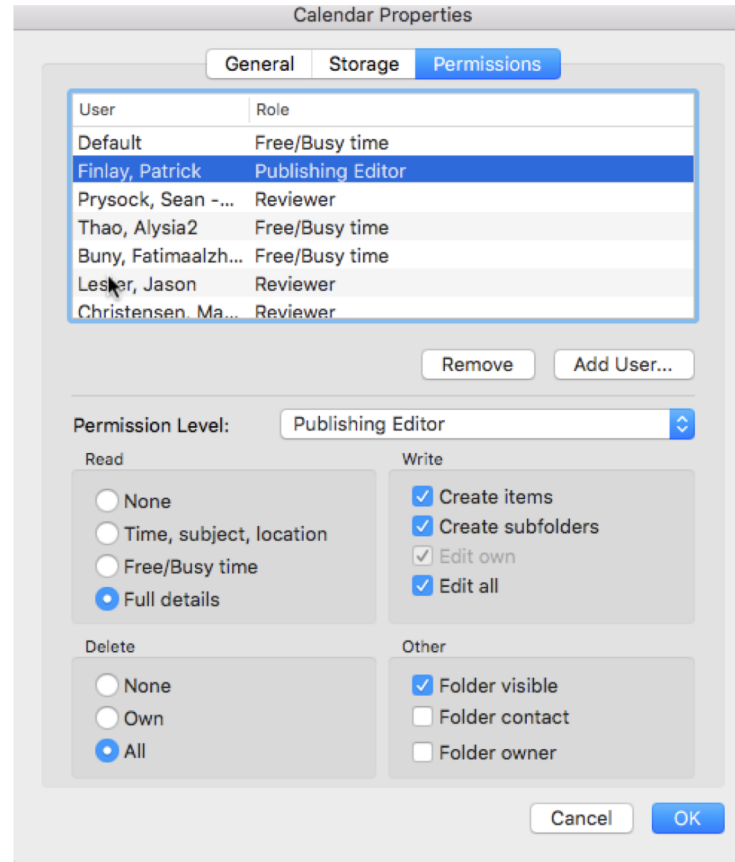 Calendar Properties
General Storage Permissions
User Role
Default Free/Busy time
Finlay, Patrick Publishing Editor
Prysock, Sean -... Reviewer
Thao, Alysia2 Free/Busy time
Buny, Fatimaalzh... Free/Busy time
Jason Reviewer
Christensen, Ma... Reviewer
Remove Add User...
Permission Level: Publishing Editor
Read Write
None Create items
Time, subject, location Create subfolders
Free/Busy time Edit own
Full details Edit all
Delete Other
None Folder visible
Own Folder contact
All Folder owner
Cancel OK